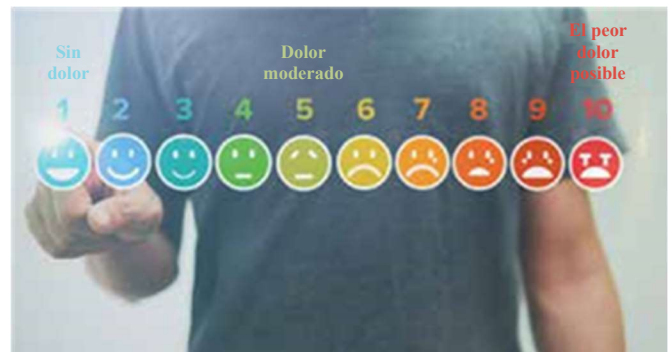 Sin
dolor
Dolor
moderado
El peor
dolor
posible
1 2 3 4 5 6 7 8 9 10